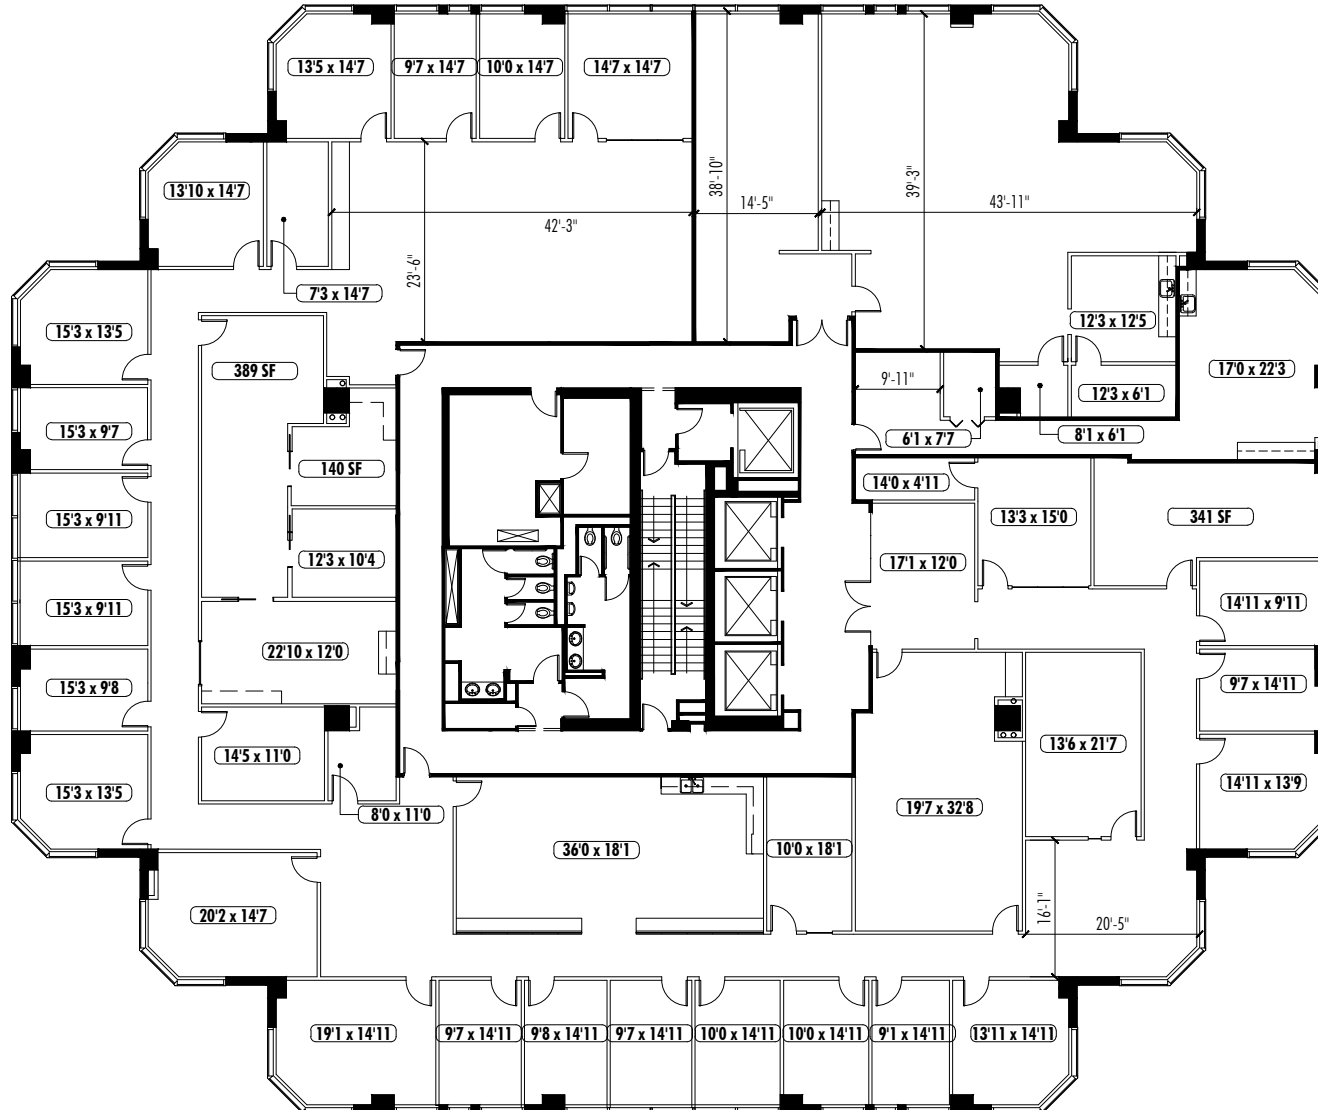 13'5 x 14'7
9'7 x 14'7
10'0 x 14'7
14'7 x 14'7
38'-10"
39'-3"
13'10 x 14'7
14'-5"
43'-11"
42'-3"
23'-6"
7'3 x 14'7
15'3 x 13'5
12'3 x 12'5
389 SF
17'0 x 22'3
9'-11"
12'3 x 6'1
15'3 x 9'7
6'1 x 7'7
8'1 x 6'1
140 SF
14'0 x 4'11
15'3 x 9'11
13'3 x 15'0
341 SF
12'3 x 10'4
17'1 x 12'0
15'3 x 9'11
14'11 x 9'11
22'10 x 12'0
15'3 x 9'8
9'7 x 14'11
14'5 x 11'0
13'6 x 21'7
15'3 x 13'5
14'11 x 13'9
8'0 x 11'0
19'7 x 32'8
36'0 x 18'1
10'0 x 18'1
20'2 x 14'7
16'-1"
20'-5"
19'1 x 14'11
9'7 x 14'11
9'8 x 14'11
9'7 x 14'11
10'0 x 14'11
10'0 x 14'11
9'1 x 14'11
13'11 x 14'11